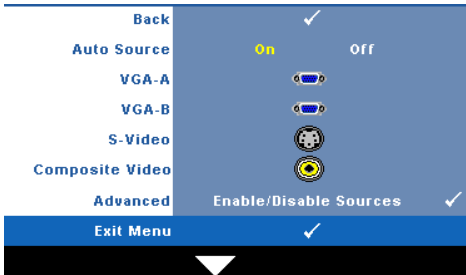 Back
Auto Source On Off
VGA-A
VGA-B
S-Video
Composite Video
Advanced Enable/Disable Sources
Exit Menu